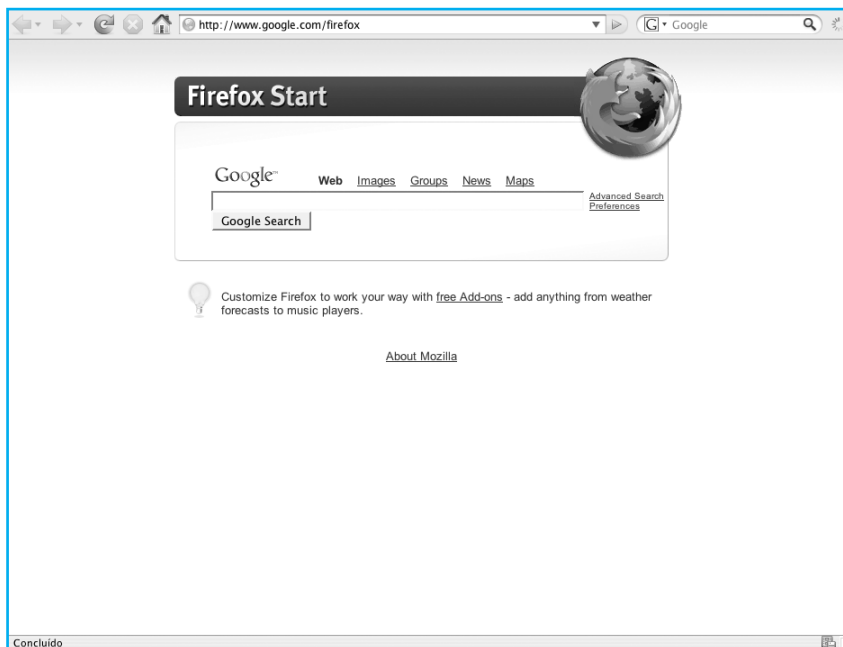 http://www.google.com/firefox G Google
Firefox Start
Google™ Web Images Groups News Maps
Advanced Search
Preferences
Google Search
Customize Firefox to work your way with free Add-ons - add anything from weather
forecasts to music players.
About Mozilla
Concluído